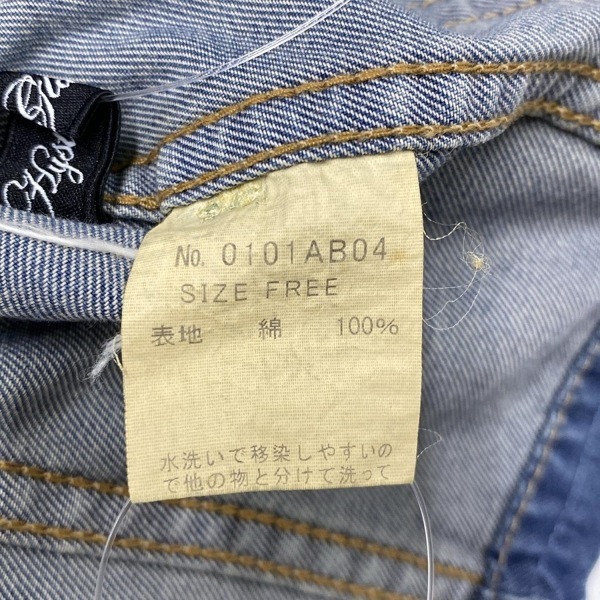 No. 0101AB04
SIZE FREE
表地 綿 100%
水洗いで移染しやすいの
で他の物と分けて洗って